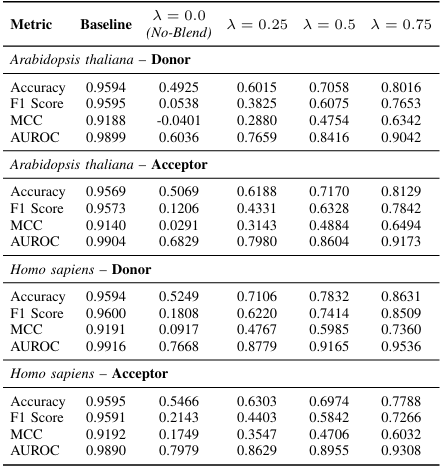 Metric Baseline λ = 0.0 (No-Blend) λ = 0.25 λ = 0.5 λ = 0.75
Arabidopsis thaliana – Donor
Accuracy 0.9594 0.4925 0.6015 0.7058 0.8016
F1 Score 0.9595 0.0538 0.3825 0.6075 0.7653
MCC 0.9188 -0.0401 0.2880 0.4754 0.6342
AUROC 0.9899 0.6036 0.7659 0.8416 0.9042
Arabidopsis thaliana – Acceptor
Accuracy 0.9569 0.5069 0.6188 0.7170 0.8129
F1 Score 0.9573 0.1206 0.4331 0.6328 0.7842
MCC 0.9140 0.0291 0.3143 0.4884 0.6494
AUROC 0.9904 0.6829 0.7980 0.8604 0.9173
Homo sapiens – Donor
Accuracy 0.9594 0.5249 0.7106 0.7832 0.8631
F1 Score 0.9600 0.1808 0.6220 0.7414 0.8509
MCC 0.9191 0.0917 0.4767 0.5985 0.7360
AUROC 0.9916 0.7668 0.8779 0.9165 0.9536
Homo sapiens – Acceptor
Accuracy 0.9595 0.5466 0.6303 0.6974 0.7788
F1 Score 0.9591 0.2143 0.4403 0.5842 0.7266
MCC 0.9192 0.1749 0.3547 0.4706 0.6032
AUROC 0.9890 0.7979 0.8629 0.8955 0.9308